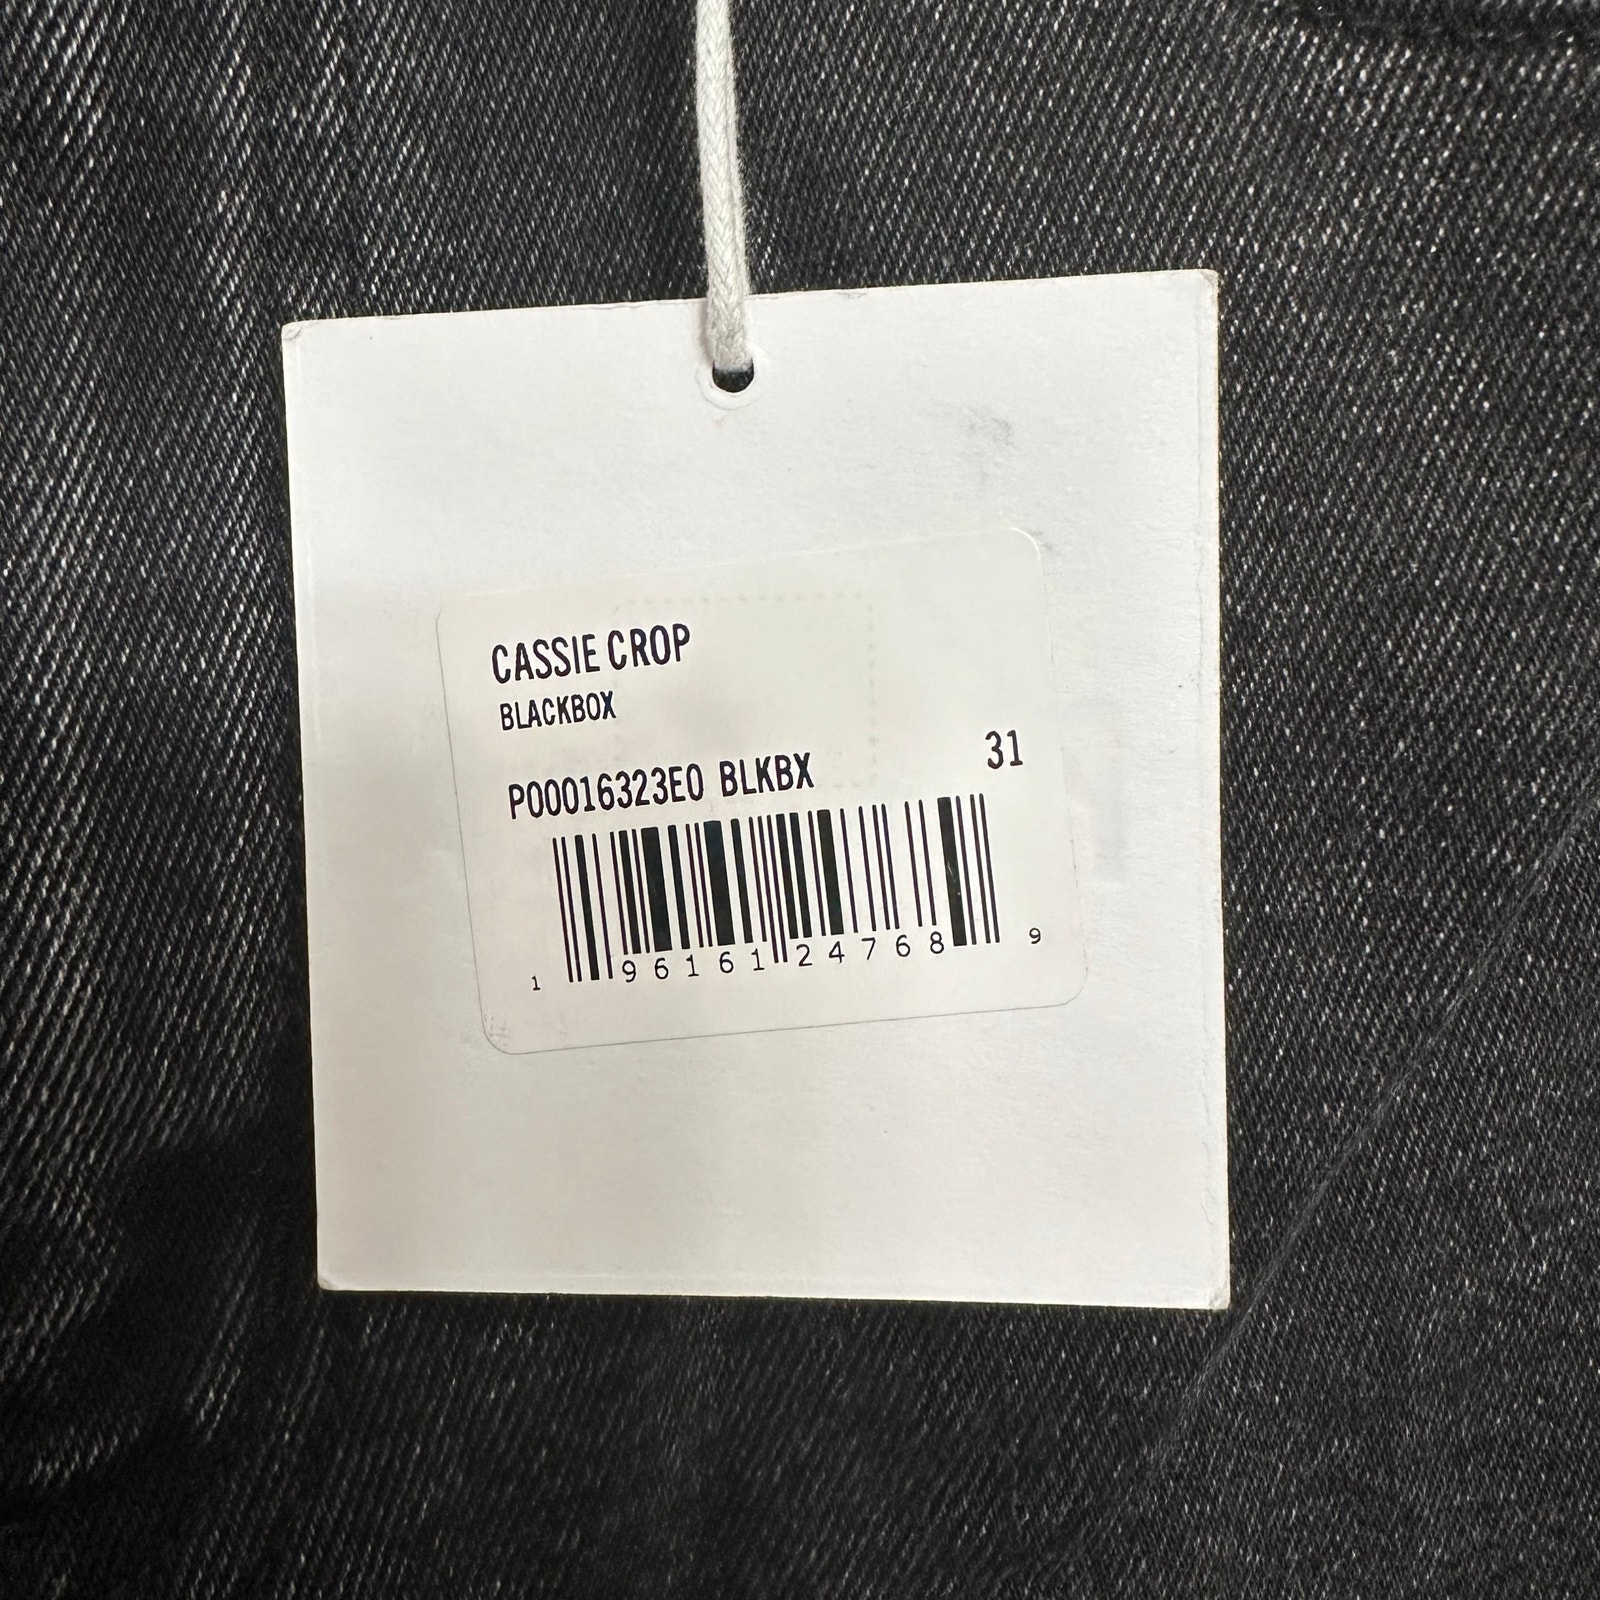 CASSIE CROP
BLACKBOX
P00016323E0 BLKBX 31
1 96161 24768 9